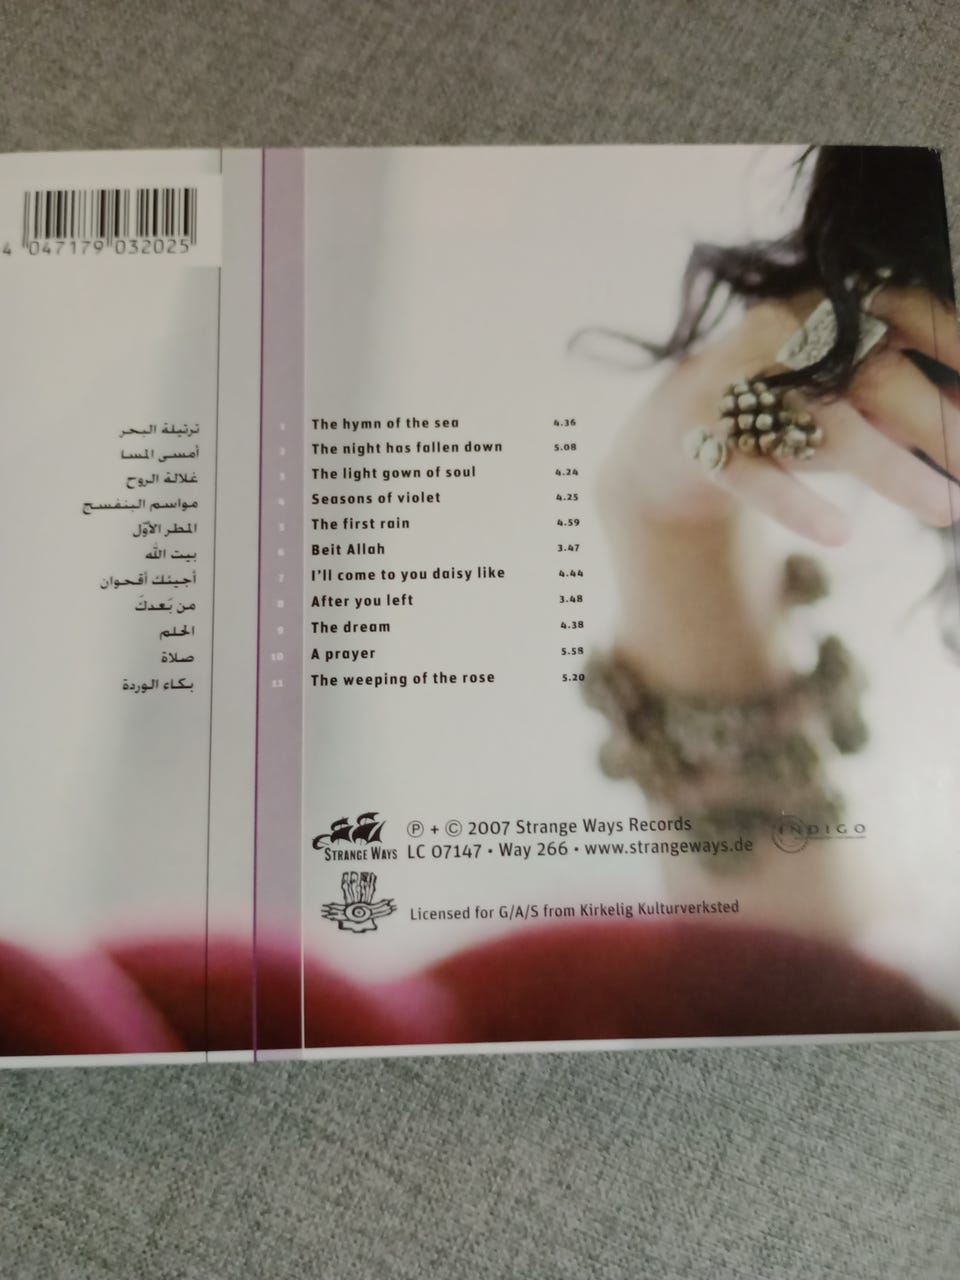 4 047179 032025
ترتيلة البحر
أمسى المسا
غلالة الروح
مواسم البنفسج
المطر الأوّل
بيت الله
أجيئك أقحوان
من بَعدكَ
الحلم
صلاة
بكاء الوردة
1 The hymn of the sea 4.36
2 The night has fallen down 5.08
3 The light gown of soul 4.24
4 Seasons of violet 4.25
5 The first rain 4.59
6 Beit Allah 3.47
7 I'll come to you daisy like 4.44
8 After you left 3.48
9 The dream 4.38
10 A prayer 5.58
11 The weeping of the rose 5.20
STRANGE WAYS
℗ + © 2007 Strange Ways Records
LC 07147 • Way 266 • www.strangeways.de
INDIGO
Licensed for G/A/S from Kirkelig Kulturverksted